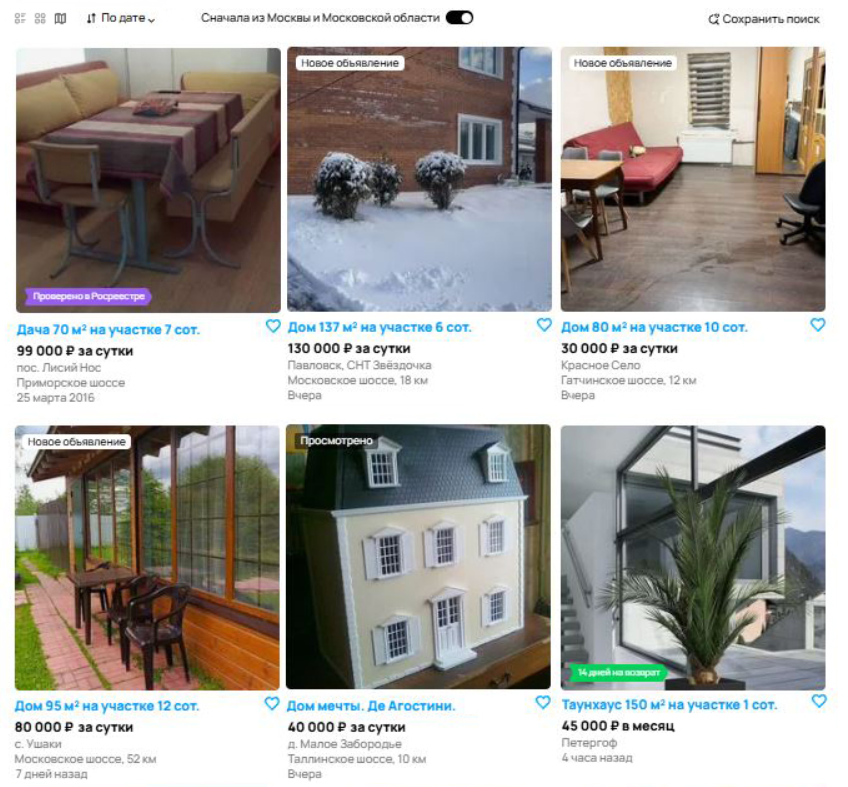 По дате
Сначала из Москвы и Московской области
Сохранить поиск
Новое объявление
Новое объявление
Проверено в Росреестре
Дача 70 м² на участке 7 сот.
99 000 ₽ за сутки
пос. Лисий Нос
Приморское шоссе
25 марта 2016
Дом 137 м² на участке 6 сот.
130 000 ₽ за сутки
Павловск, СНТ Звёздочка
Московское шоссе, 18 км
Вчера
Дом 80 м² на участке 10 сот.
30 000 ₽ за сутки
Красное Село
Гатчинское шоссе, 12 км
Вчера
Новое объявление
Просмотрено
14 дней на возврат
Дом 95 м² на участке 12 сот.
80 000 ₽ за сутки
с. Ушаки
Московское шоссе, 52 км
7 дней назад
Дом мечты. Де Агостини.
40 000 ₽ за сутки
д. Малое Забородье
Таллинское шоссе, 10 км
Вчера
Таунхаус 150 м² на участке 1 сот.
45 000 ₽ в месяц
Петергоф
4 часа назад